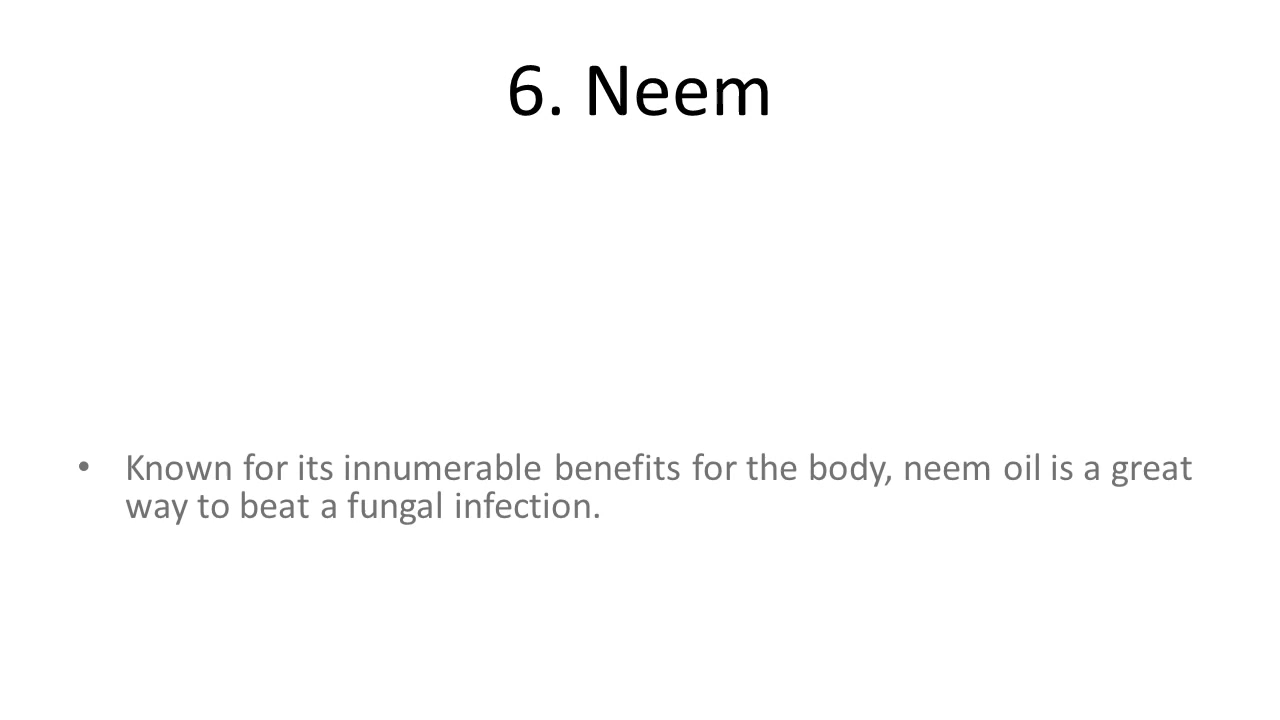 6. Neem
• Known for its innumerable benefits for the body, neem oil is a great
way to beat a fungal infection.